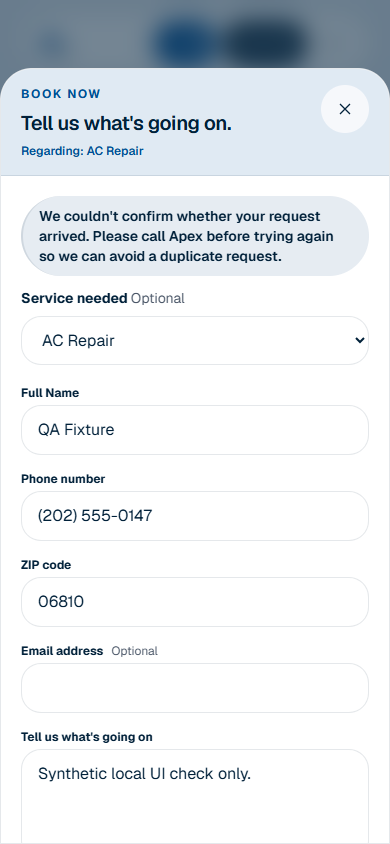 BOOK NOW
Tell us what's going on.
Regarding: AC Repair
We couldn't confirm whether your request
arrived. Please call Apex before trying again
so we can avoid a duplicate request.
Service needed Optional
AC Repair
Full Name
QA Fixture
Phone number
(202) 555-0147
ZIP code
06810
Email address Optional
Tell us what's going on
Synthetic local UI check only.